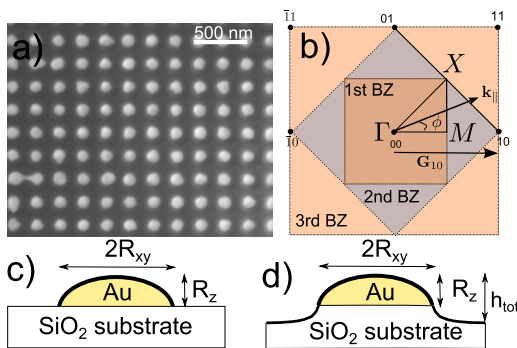 a)
500 nm
b)
1̅1
01
11
X
1st BZ
k∥
Γ
ϕ
M
1̅0
00
10
G₁₀
2nd BZ
3rd BZ
c)
2Rxy
Au
Rz
SiO₂ substrate
d)
2Rxy
Au
Rz
htot
SiO₂ substrate